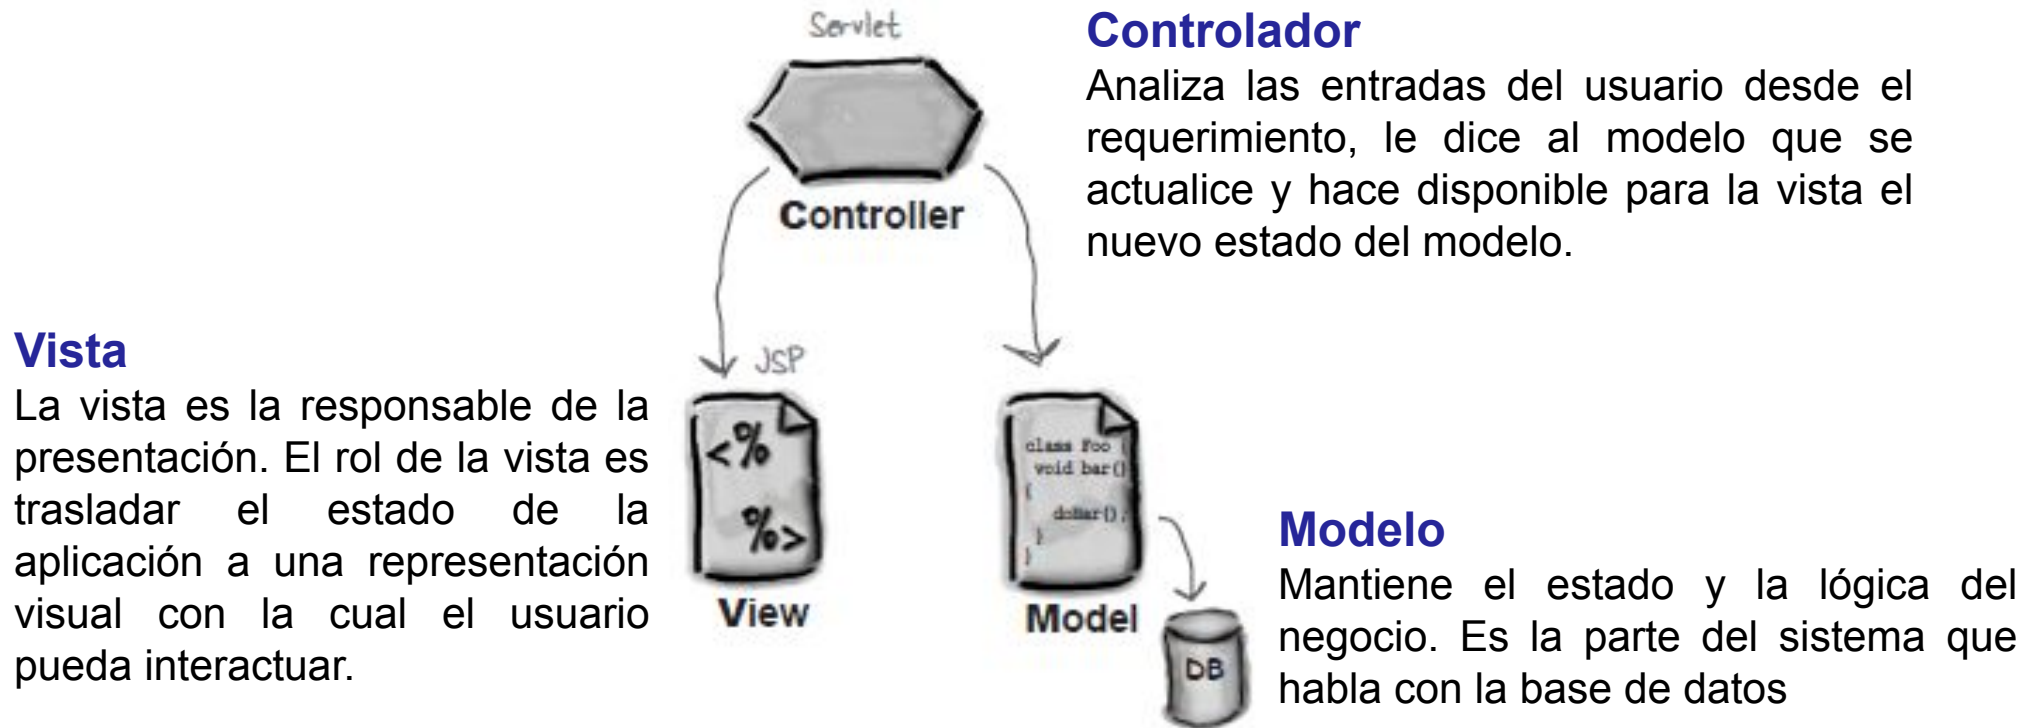 Servlet
Controller
Controlador
Analiza las entradas del usuario desde el
requerimiento, le dice al modelo que se
actualice y hace disponible para la vista el
nuevo estado del modelo.
Vista
La vista es la responsable de la
presentación. El rol de la vista es
trasladar el estado de la
aplicación a una representación
visual con la cual el usuario
pueda interactuar.
JSP
<%
%>
View
class Foo {
void bar()
{
doBar();
}
}
Model
DB
Modelo
Mantiene el estado y la lógica del
negocio. Es la parte del sistema que
habla con la base de datos